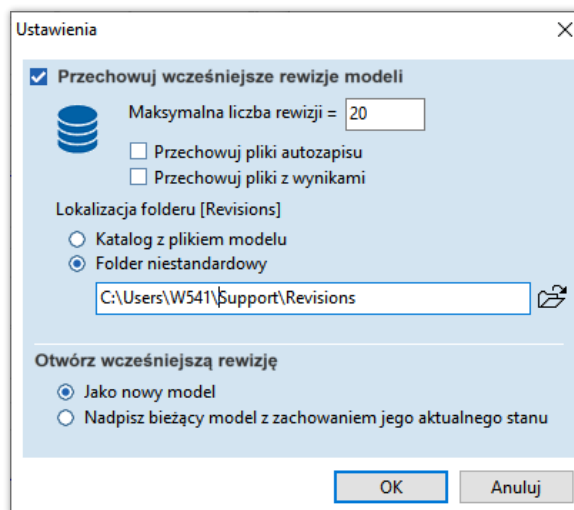 Ustawienia
Przechowuj wcześniejsze rewizje modeli
Maksymalna liczba rewizji = 20
Przechowuj pliki autozapisu
Przechowuj pliki z wynikami
Lokalizacja folderu [Revisions]
Katalog z plikiem modelu
Folder niestandardowy
C:\Users\W541\Support\Revisions
Otwórz wcześniejszą rewizję
Jako nowy model
Nadpisz bieżący model z zachowaniem jego aktualnego stanu
OK Anuluj